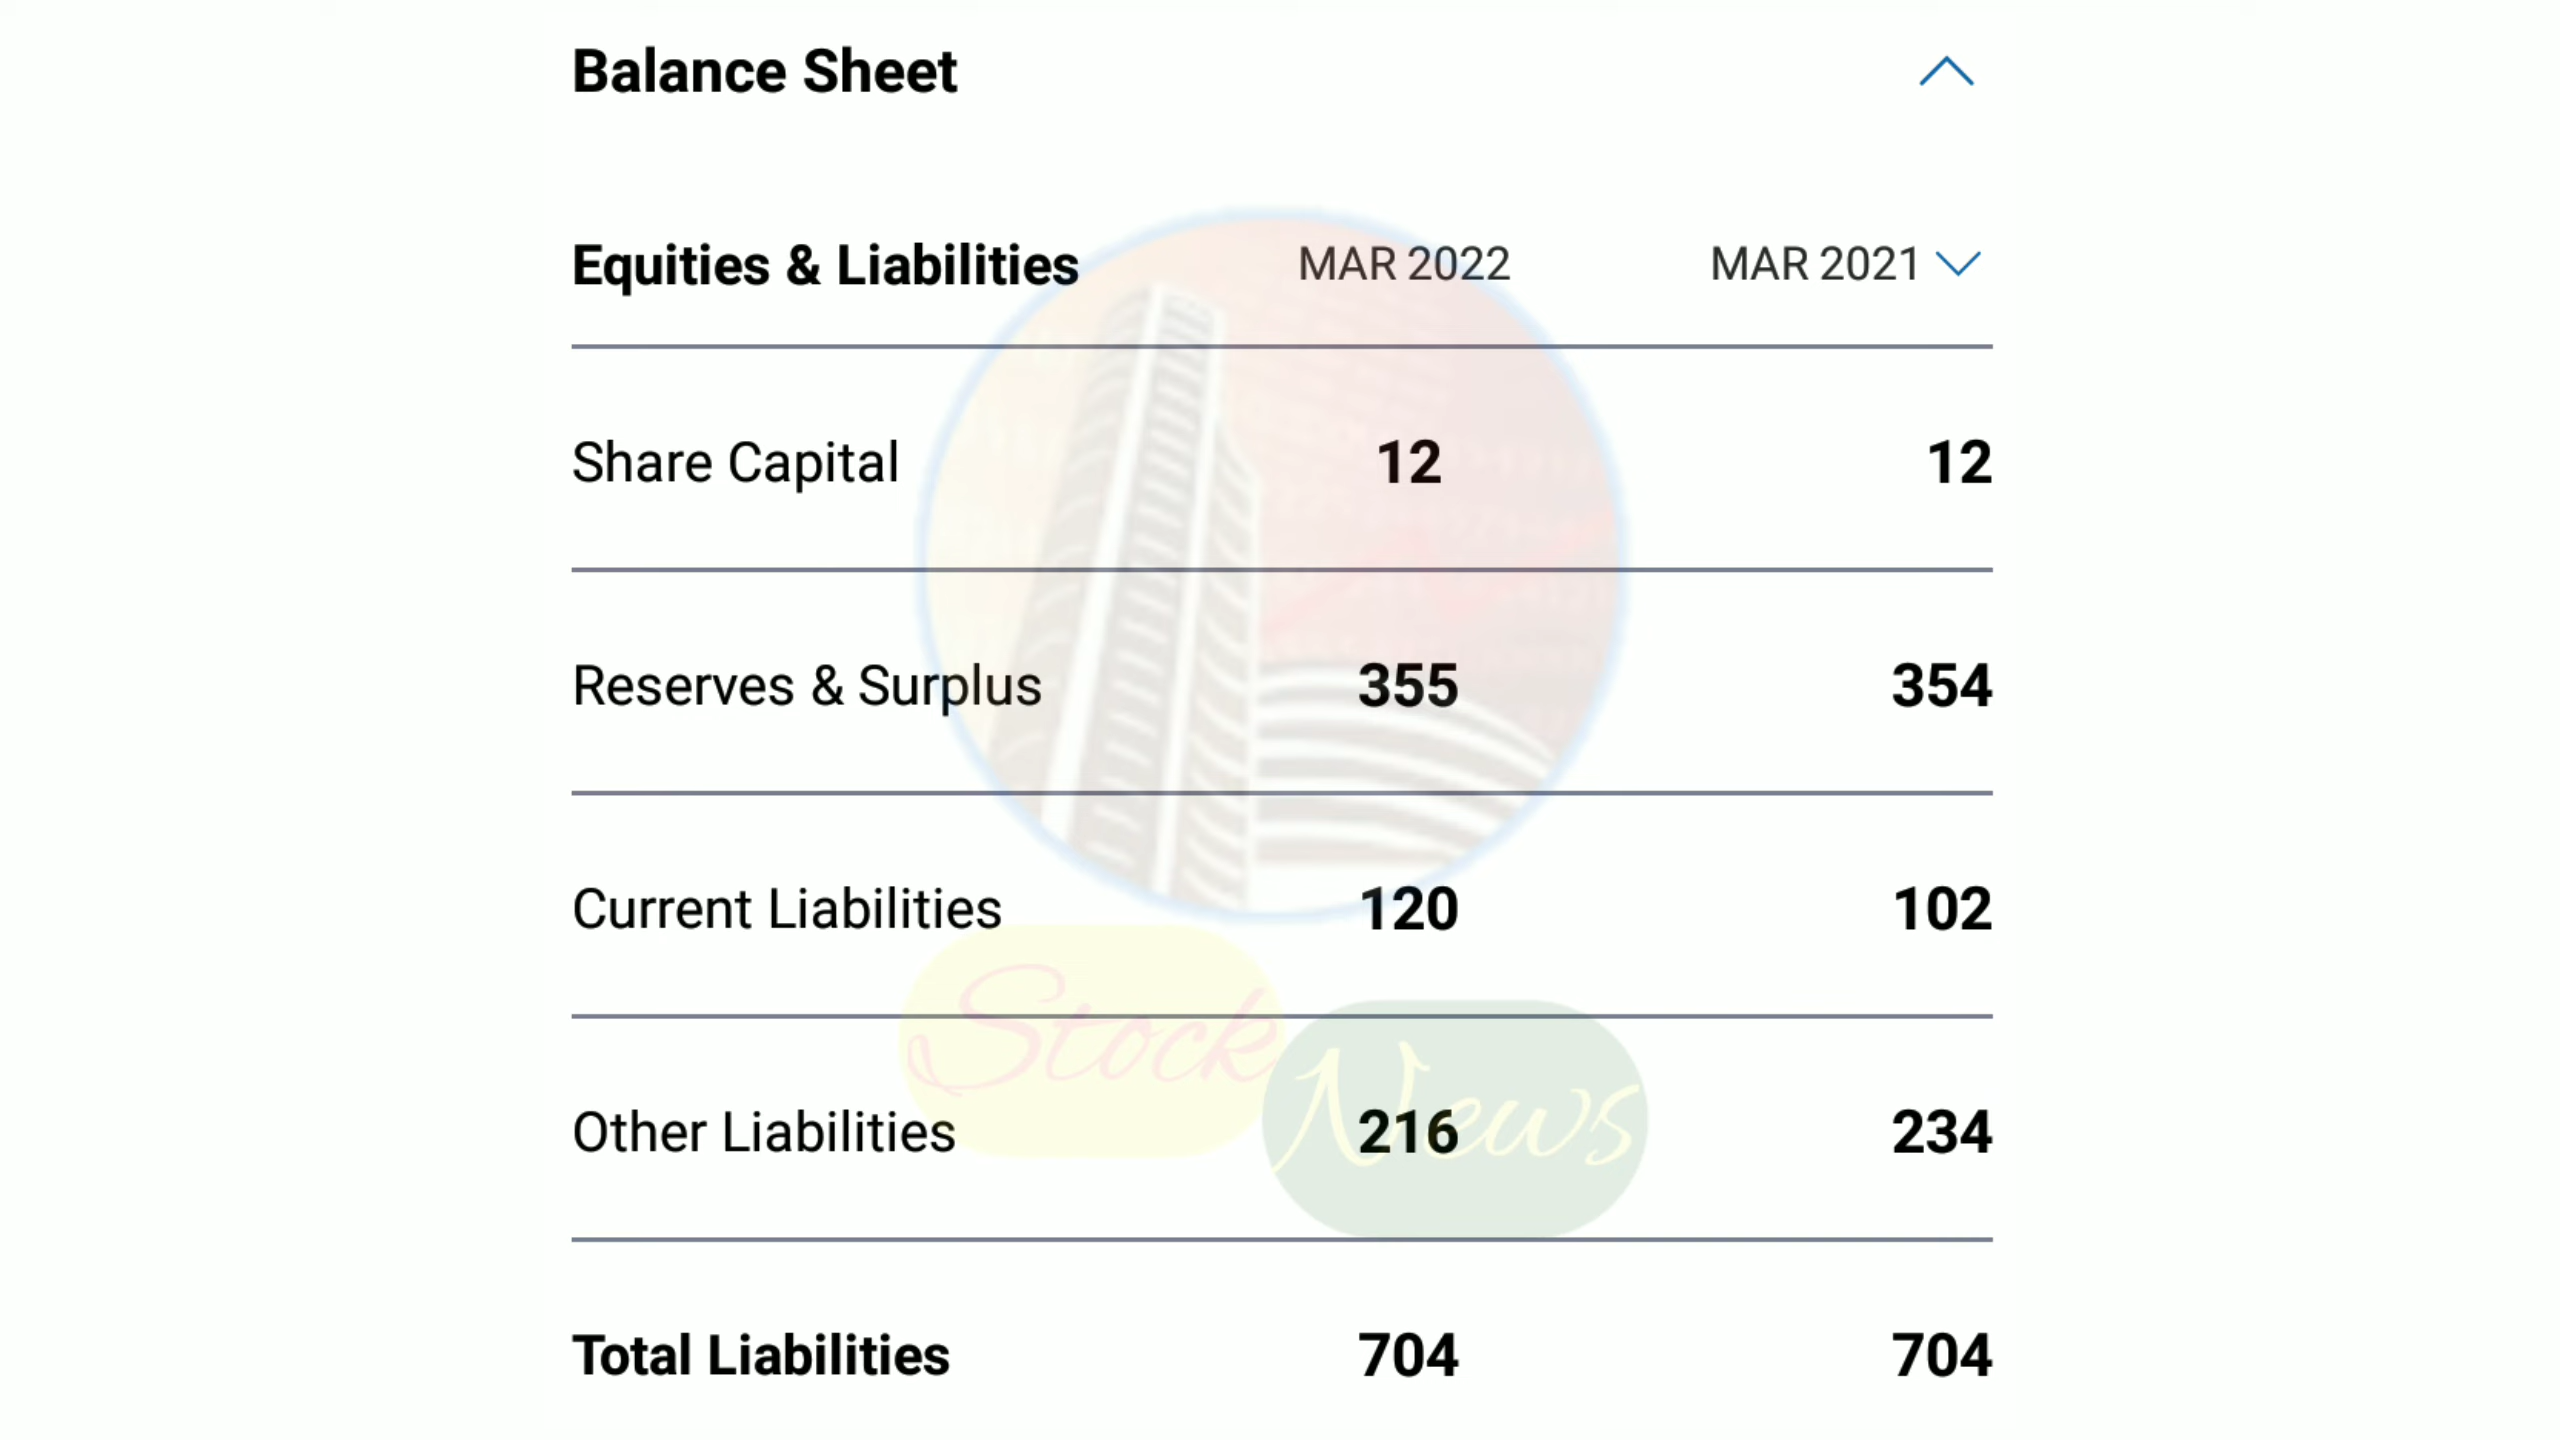 Balance Sheet
Equities & Liabilities MAR 2022 MAR 2021
Share Capital 12 12
Reserves & Surplus 355 354
Current Liabilities 120 102
Stock
Other Liabilities 216 234
News
Total Liabilities 704 704